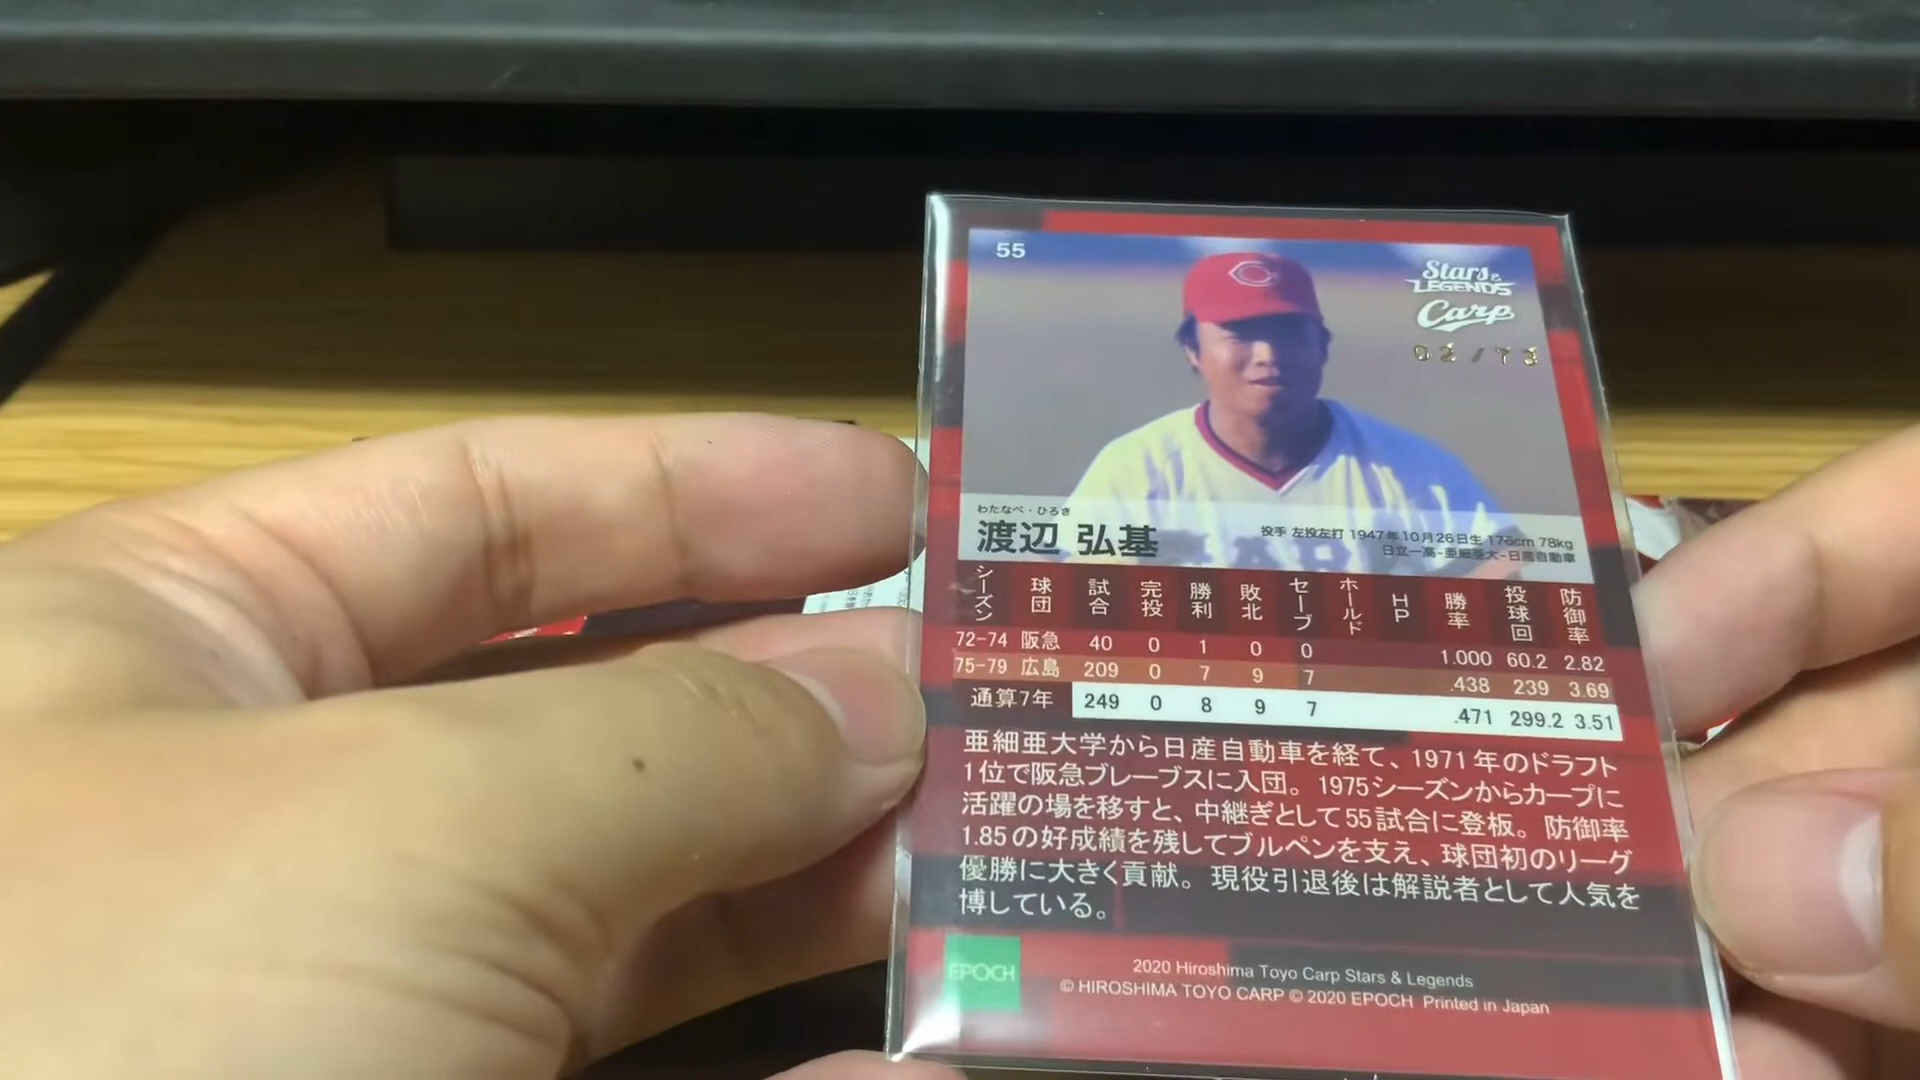 55
Stars & LEGENDS
Carp
02/73
わたなべ・ひろき
渡辺 弘基
投手 左投左打 1947年10月26日生 176cm 78kg
日立一高-亜細亜大-日産自動車
シーズン 球団 試合 完投 勝利 敗北 セーブ ホールド HP 勝率 投球回 防御率
72-74 阪急 40 0 1 0 0 1.000 60.2 2.82
75-79 広島 209 0 7 9 7 .438 239 3.69
通算7年 249 0 8 9 7 .471 299.2 3.51
亜細亜大学から日産自動車を経て、1971年のドラフト
1位で阪急ブレーブスに入団。1975シーズンからカープに
活躍の場を移すと、中継ぎとして55試合に登板。防御率
1.85の好成績を残してブルペンを支え、球団初のリーグ
優勝に大きく貢献。現役引退後は解説者として人気を
博している。
EPOCH
2020 Hiroshima Toyo Carp Stars & Legends
© HIROSHIMA TOYO CARP © 2020 EPOCH Printed in Japan